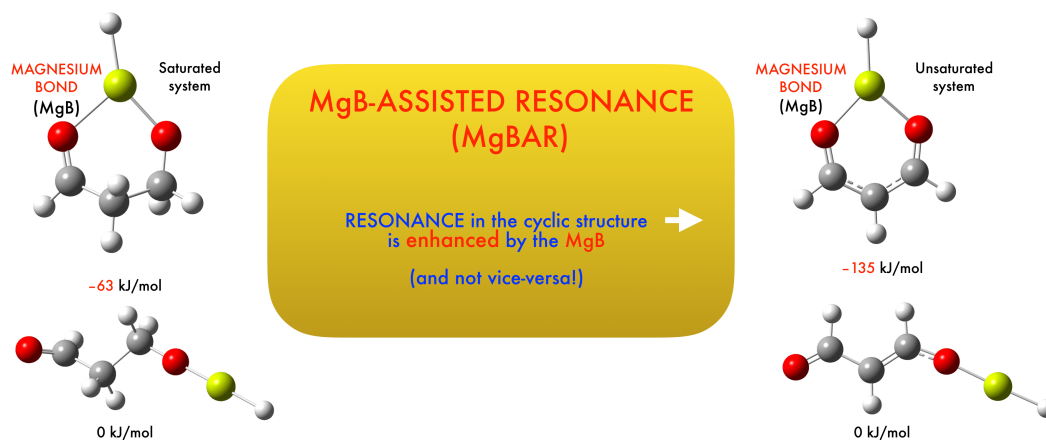 MAGNESIUM
BOND
(MgB)
Saturated
system
–63 kJ/mol
0 kJ/mol
MgB-ASSISTED RESONANCE
(MgBAR)
RESONANCE in the cyclic structure
is enhanced by the MgB
(and not vice-versa!)
MAGNESIUM
BOND
(MgB)
Unsaturated
system
–135 kJ/mol
0 kJ/mol